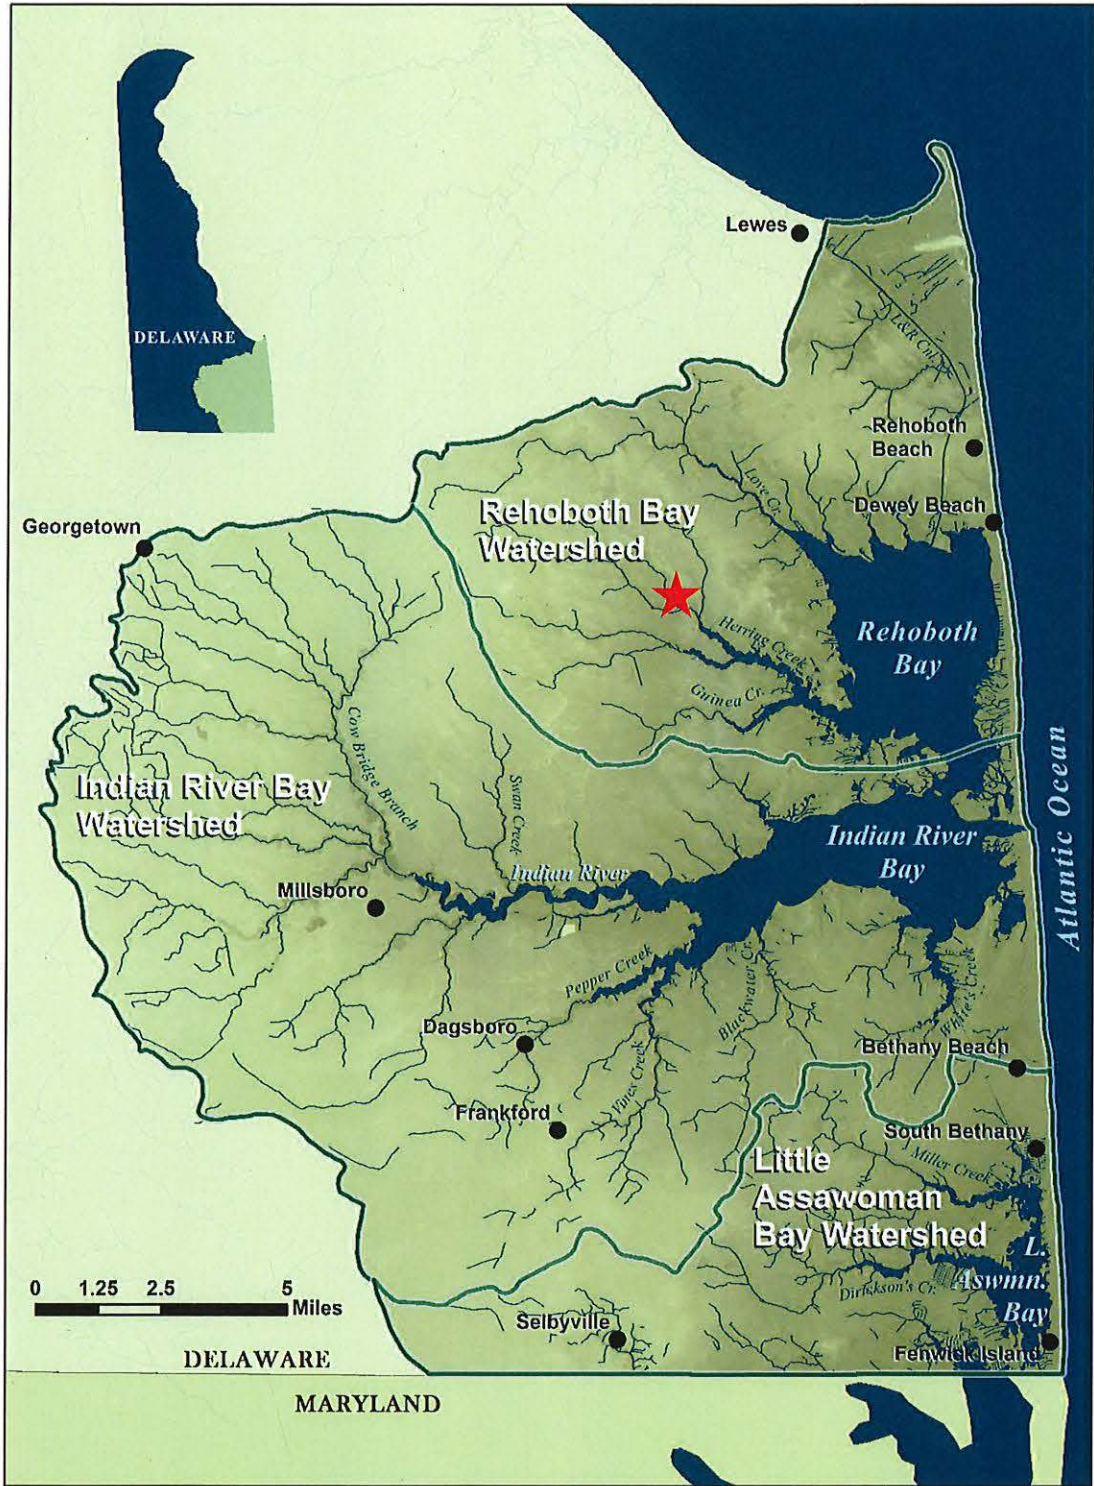 Lewes
DELAWARE
L&R Cnl.
Rehoboth
Beach
Love Cr.
Dewey Beach
Georgetown
Rehoboth Bay
Watershed
Rehoboth
Bay
Herring Creek
Guinea Cr.
Cow Bridge Branch
Swan Creek
Indian River Bay
Watershed
Atlantic Ocean
Indian River
Bay
Indian River
Millsboro
Pepper Creek
Blackwater Cr.
White's Creek
Dagsboro
Bethany Beach
Vines Creek
Frankford
South Bethany
Miller Creek
Little
Assawoman
Bay Watershed
L.
Aswmn.
Bay
Dirickson's Cr.
0 1.25 2.5 5
Miles
Selbyville
Fenwick Island
DELAWARE
MARYLAND